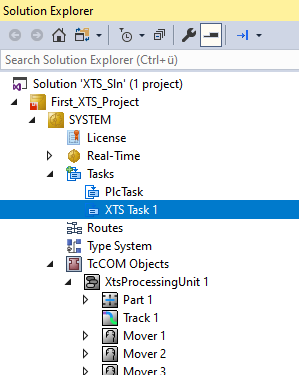 Solution Explorer
Search Solution Explorer (Ctrl+ü)
Solution 'XTS_Sln' (1 project)
First_XTS_Project
SYSTEM
License
Real-Time
Tasks
PlcTask
XTS Task 1
Routes
Type System
TcCOM Objects
XtsProcessingUnit 1
Part 1
Track 1
Mover 1
Mover 2
Mover 3